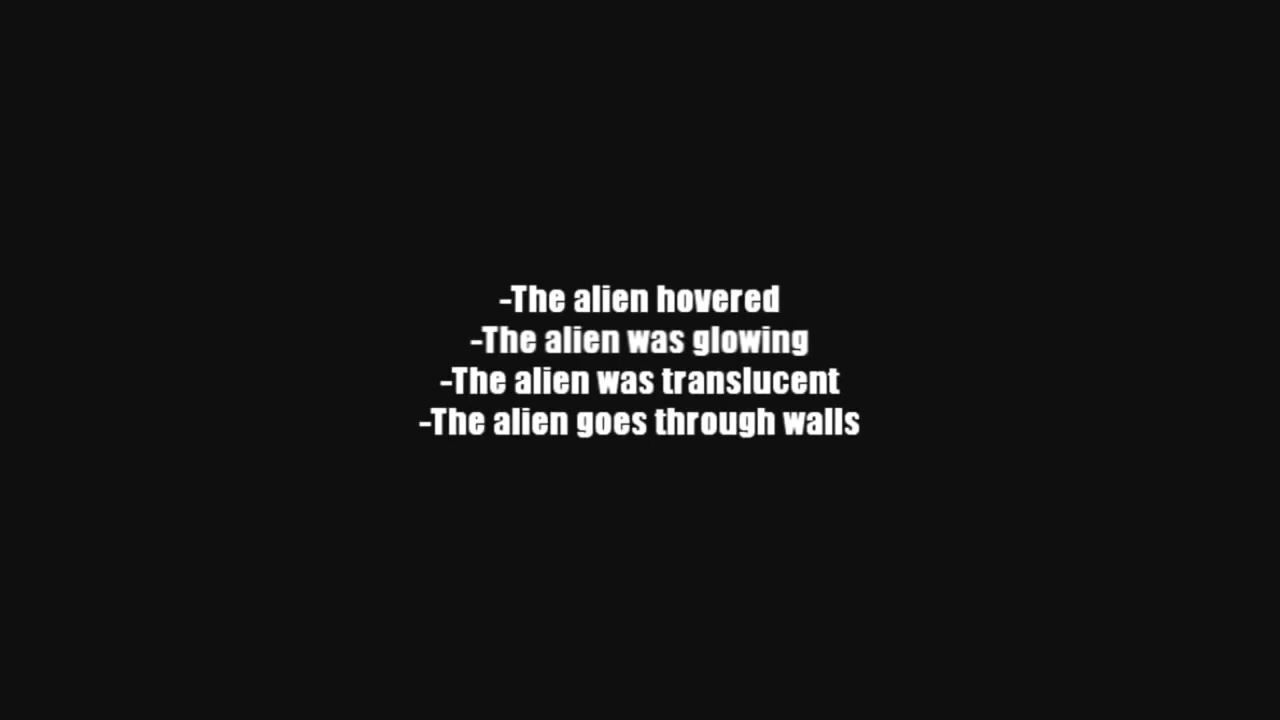 -The alien hovered
-The alien was glowing
-The alien was translucent
-The alien goes through walls